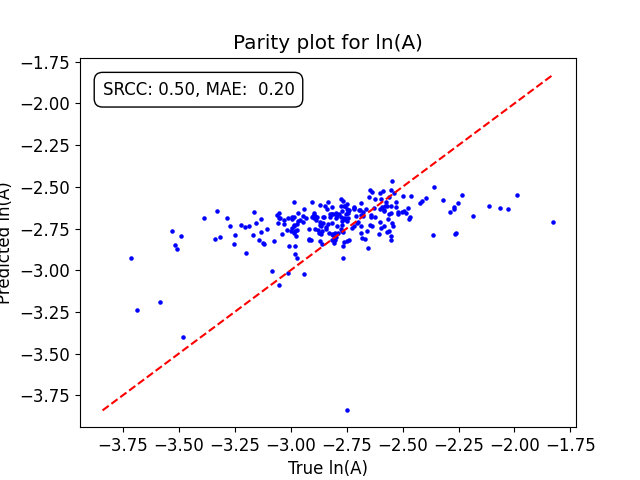 Parity plot for ln(A)
SRCC: 0.50, MAE:  0.20
Predicted ln(A)
−1.75
−2.00
−2.25
−2.50
−2.75
−3.00
−3.25
−3.50
−3.75
−3.75 −3.50 −3.25 −3.00 −2.75 −2.50 −2.25 −2.00 −1.75
True ln(A)